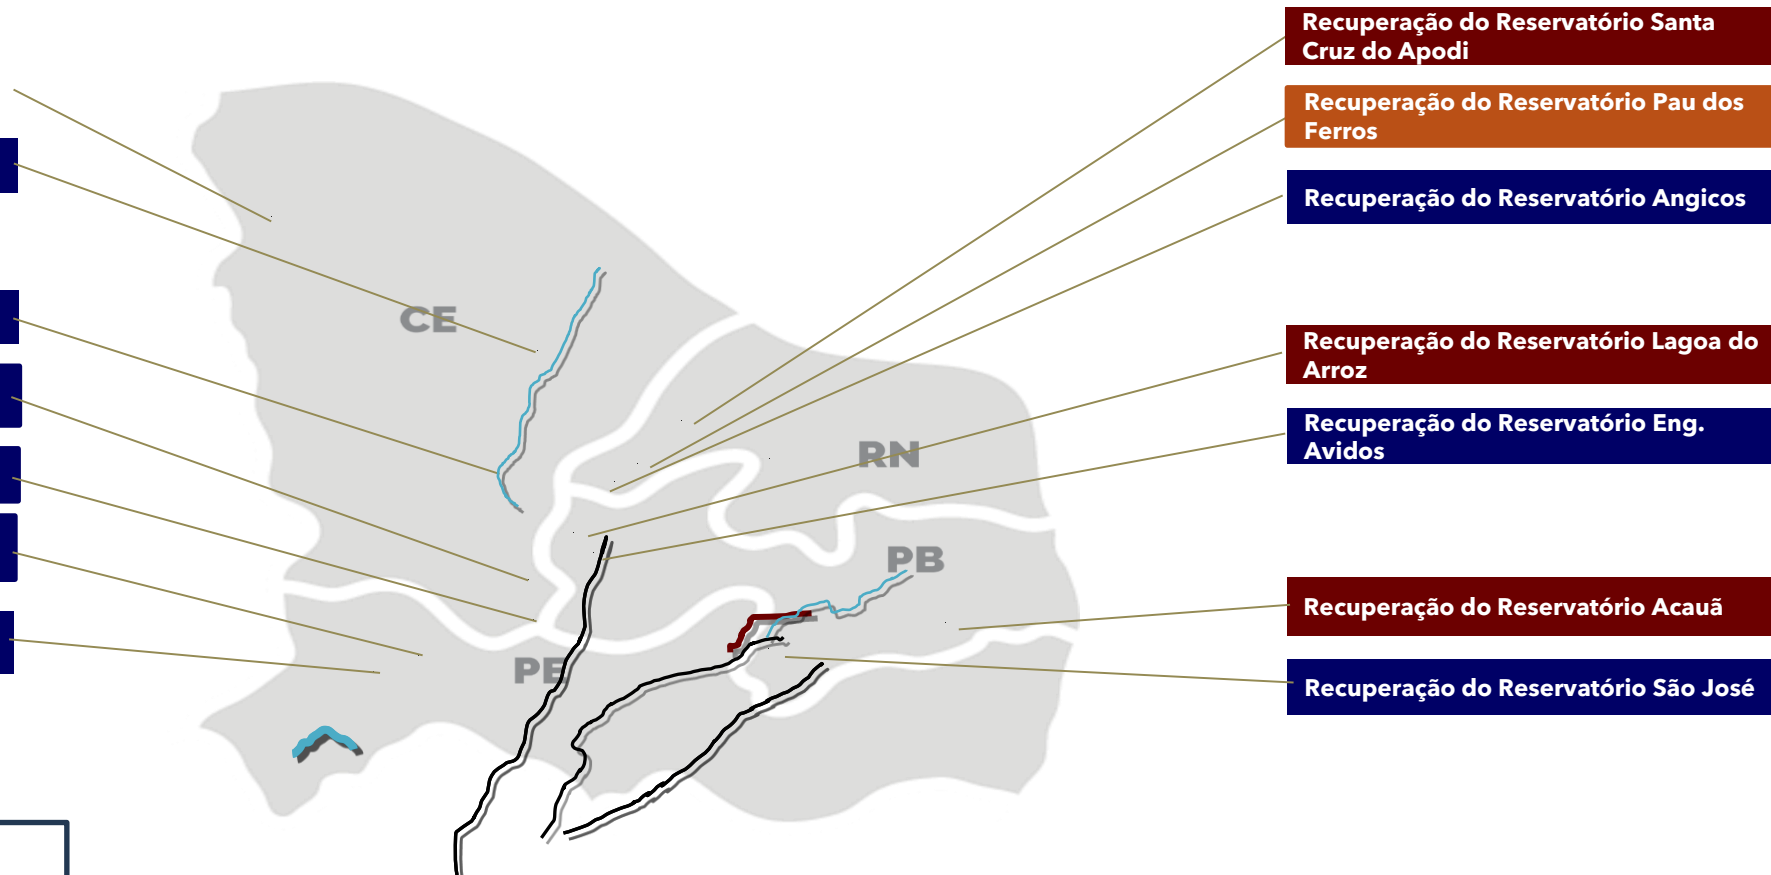 Recuperação do Reservatório Santa
Cruz do Apodi
Recuperação do Reservatório Pau dos
Ferros
Recuperação do Reservatório Angicos
CE
Recuperação do Reservatório Lagoa do
Arroz
Recuperação do Reservatório Eng.
Avidos
RN
PB
Recuperação do Reservatório Acauã
PE
Recuperação do Reservatório São José